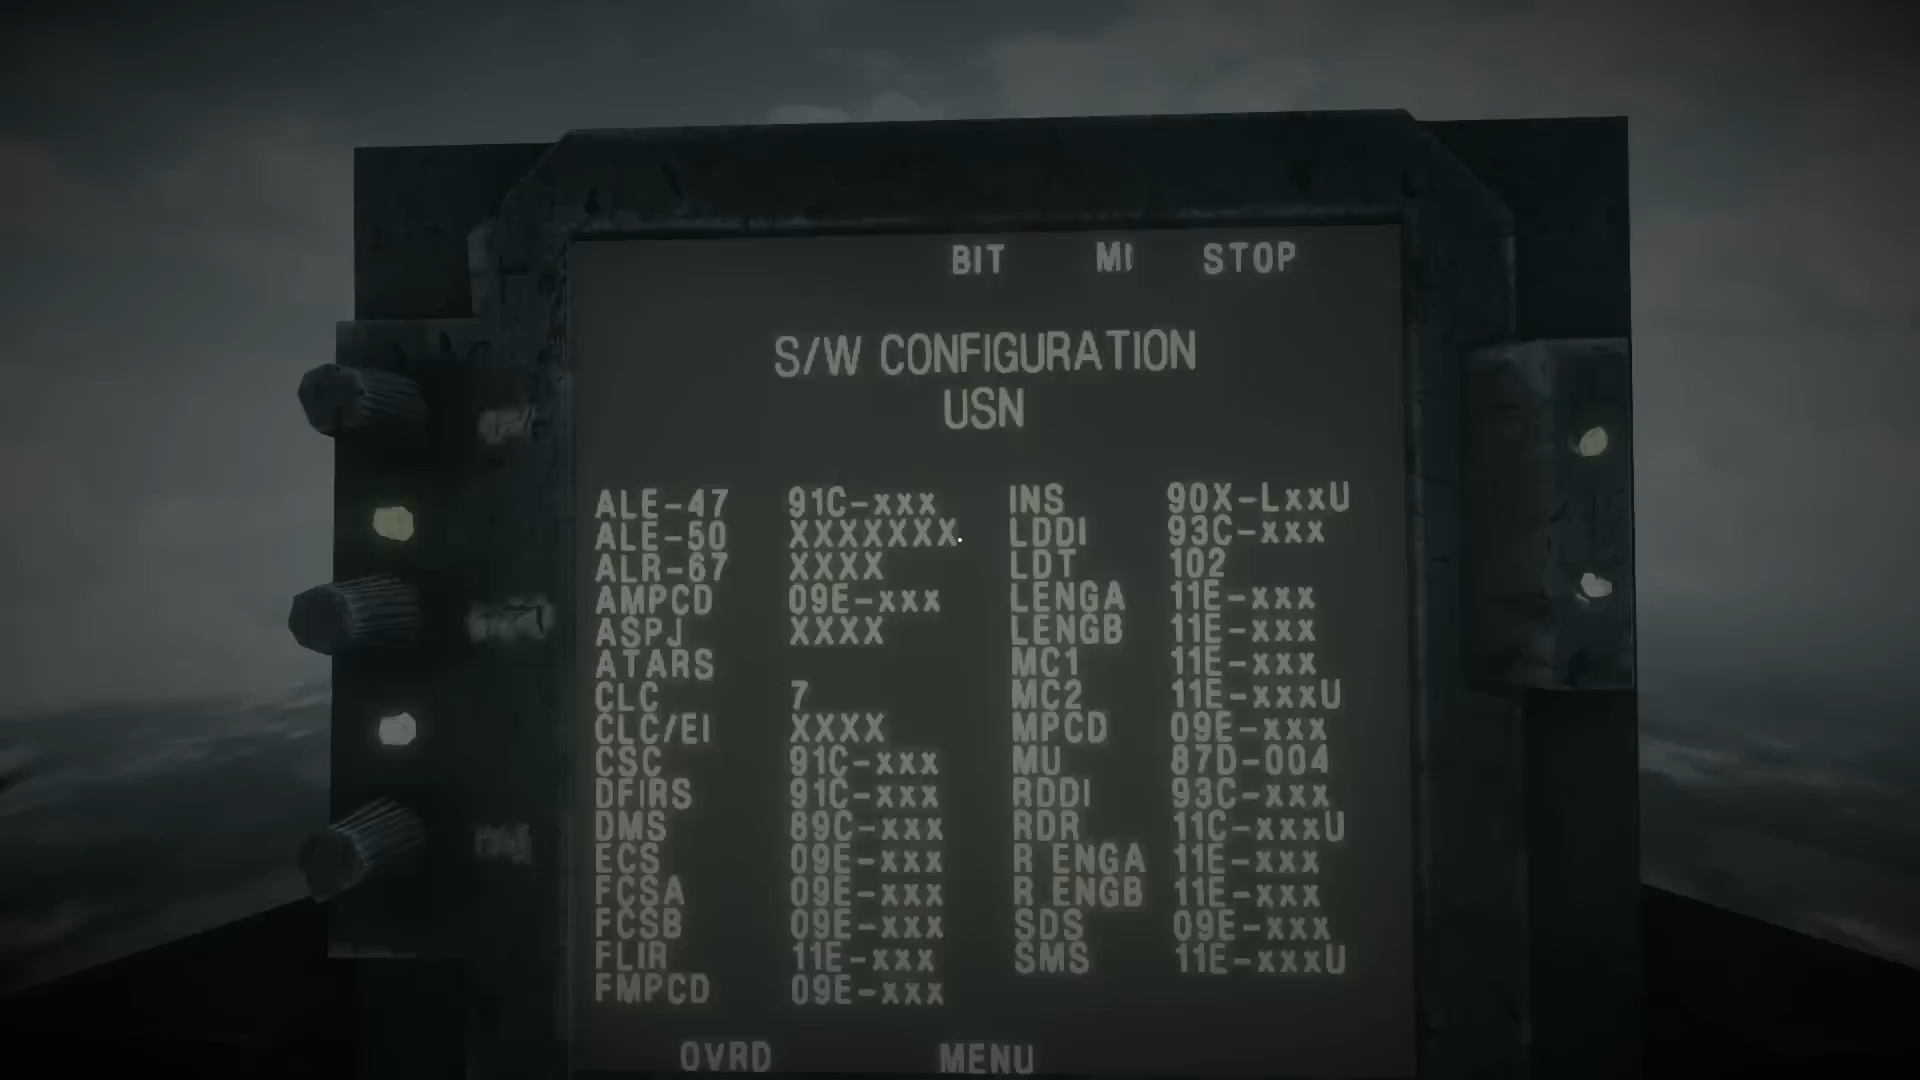 BIT MI STOP
S/W CONFIGURATION
USN
ALE-47 91C-xxx INS 90X-LxxU
ALE-50 XXXXXXX LDDI 93C-xxx
ALR-67 XXXX LDT 102
AMPCD 09E-xxx LENGA 11E-xxx
ASPJ XXXX LENGB 11E-xxx
ATARS MC1 11E-xxx
CLC 7 MC2 11E-xxxU
CLC/EI XXXX MPCD 09E-xxx
CSC 91C-xxx MU 87D-004
DFIRS 91C-xxx RDDI 93C-xxx
DMS 89C-xxx RDR 11C-xxxU
ECS 09E-xxx R ENGA 11E-xxx
FCSA 09E-xxx R ENGB 11E-xxx
FCSB 09E-xxx SDS 09E-xxx
FLIR 11E-xxx SMS 11E-xxxU
FMPCD 09E-xxx
OVRD MENU